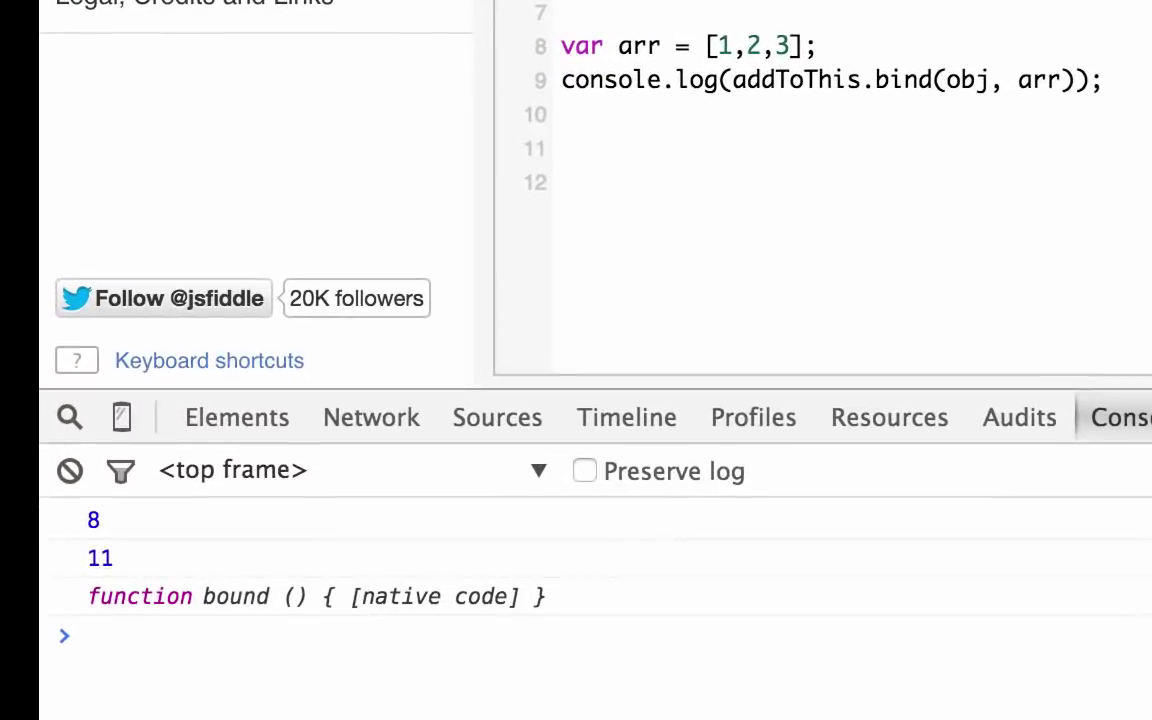 Legal, Credits and Links
7
8 var arr = [1,2,3];
9 console.log(addToThis.bind(obj, arr));
10
11
12
Follow @jsfiddle 20K followers
? Keyboard shortcuts
Elements Network Sources Timeline Profiles Resources Audits Conso
<top frame> ▼ Preserve log
8
11
function bound () { [native code] }
>